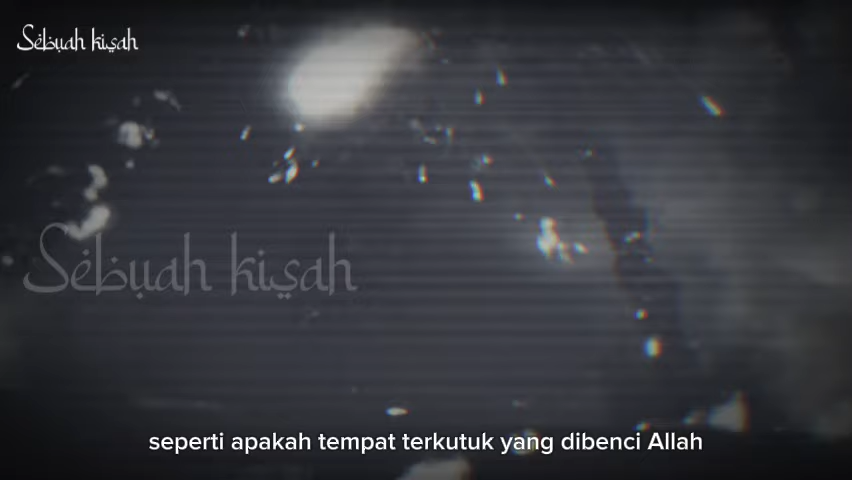 Sebuah kisah
Sebuah kisah
seperti apakah tempat terkutuk yang dibenci Allah